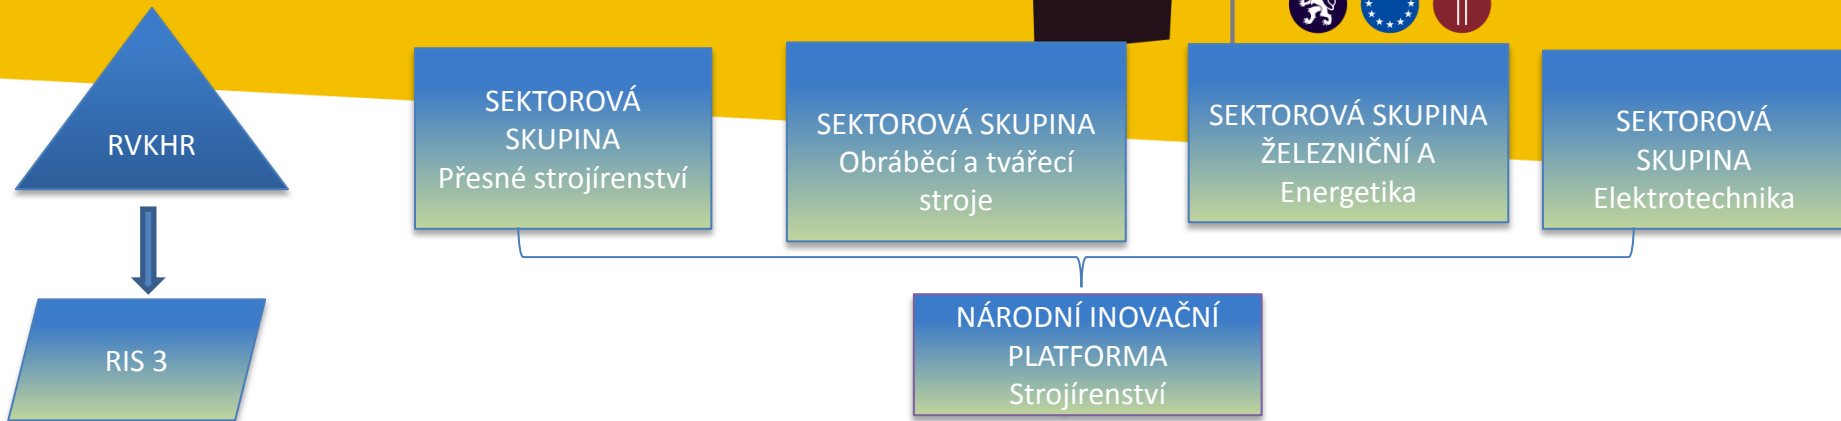 RVKHR
SEKTOROVÁ
SKUPINA
Přesné strojírenství
SEKTOROVÁ SKUPINA
Obráběcí a tvářecí
stroje
SEKTOROVÁ SKUPINA
ŽELEZNIČNÍ A
Energetika
SEKTOROVÁ
SKUPINA
Elektrotechnika
RIS 3
NÁRODNÍ INOVAČNÍ
PLATFORMA
Strojírenství